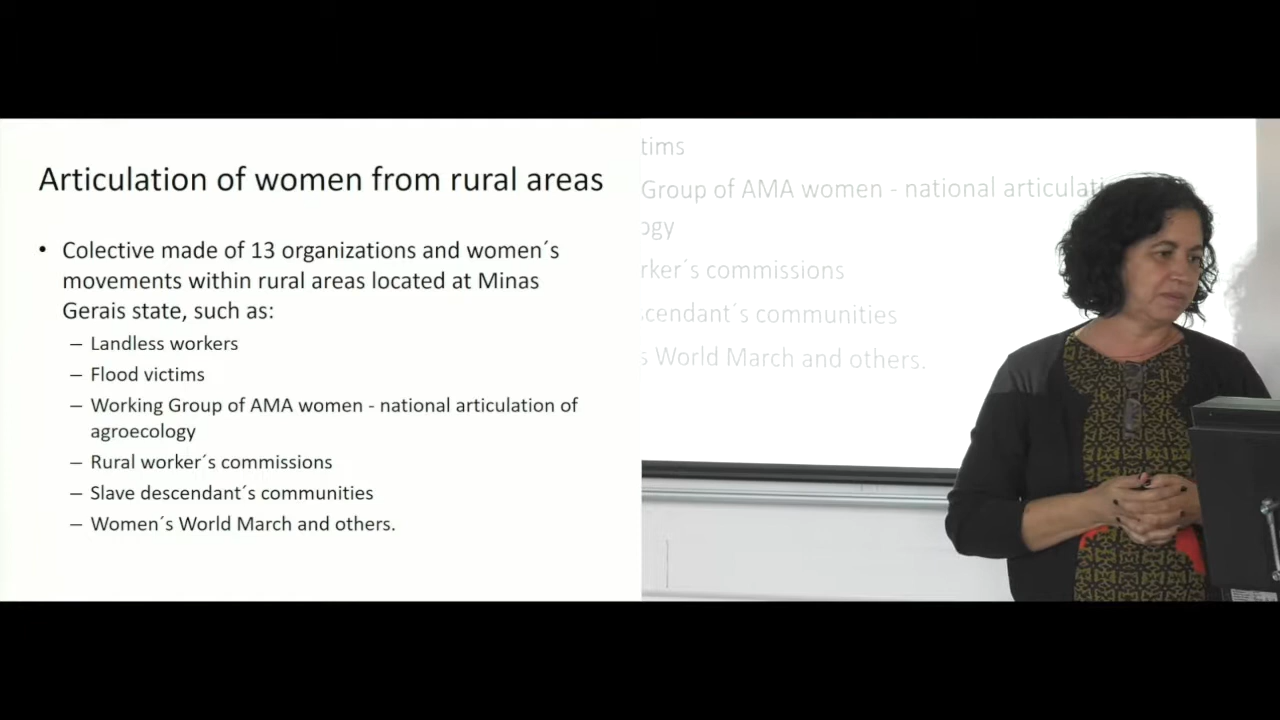 Articulation of women from rural areas
• Colective made of 13 organizations and women´s
movements within rural areas located at Minas
Gerais state, such as:
– Landless workers
– Flood victims
– Working Group of AMA women - national articulation of
agroecology
– Rural worker´s commissions
– Slave descendant´s communities
– Women´s World March and others.
tims
Group of AMA women - national articulati
ogy
rker´s commissions
scendant´s communities
s World March and others.